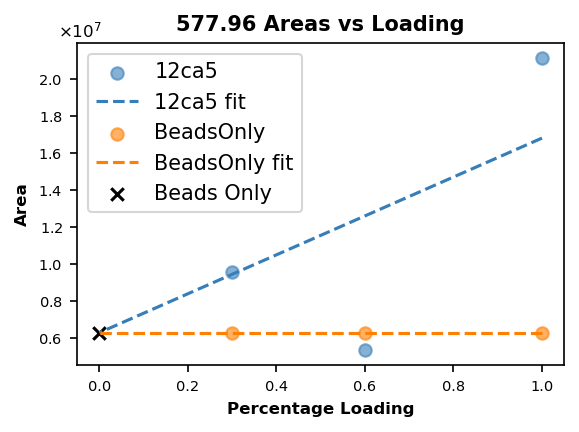 577.96 Areas vs Loading
×10⁷
12ca5
12ca5 fit
BeadsOnly
BeadsOnly fit
Beads Only
2.0
1.8
1.6
1.4
1.2
1.0
0.8
0.6
Area
0.0 0.2 0.4 0.6 0.8 1.0
Percentage Loading